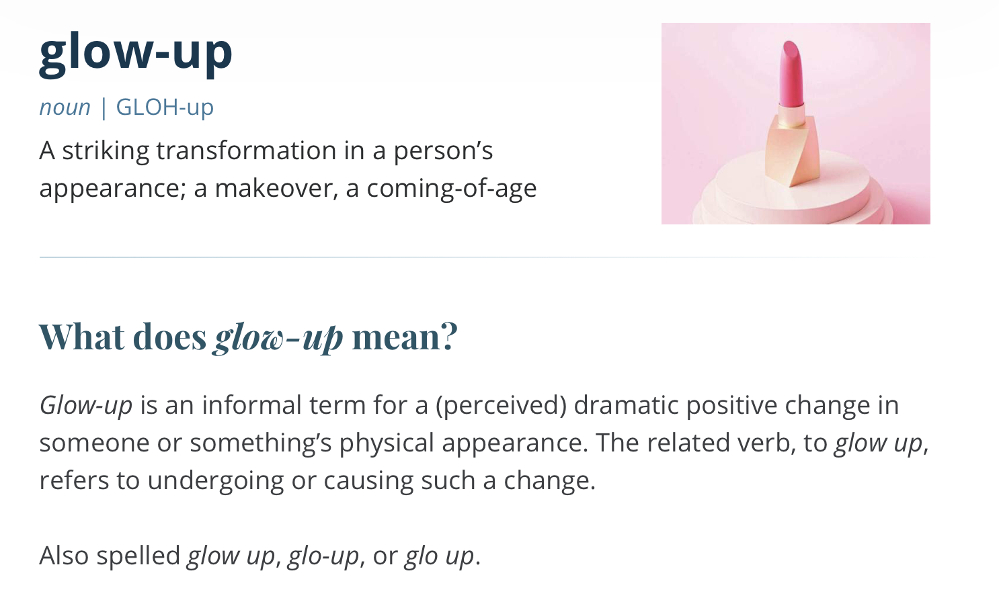 glow-up
noun | GLOH-up
A striking transformation in a person’s
appearance; a makeover, a coming-of-age
What does glow-up mean?
Glow-up is an informal term for a (perceived) dramatic positive change in
someone or something’s physical appearance. The related verb, to glow up,
refers to undergoing or causing such a change.
Also spelled glow up, glo-up, or glo up.